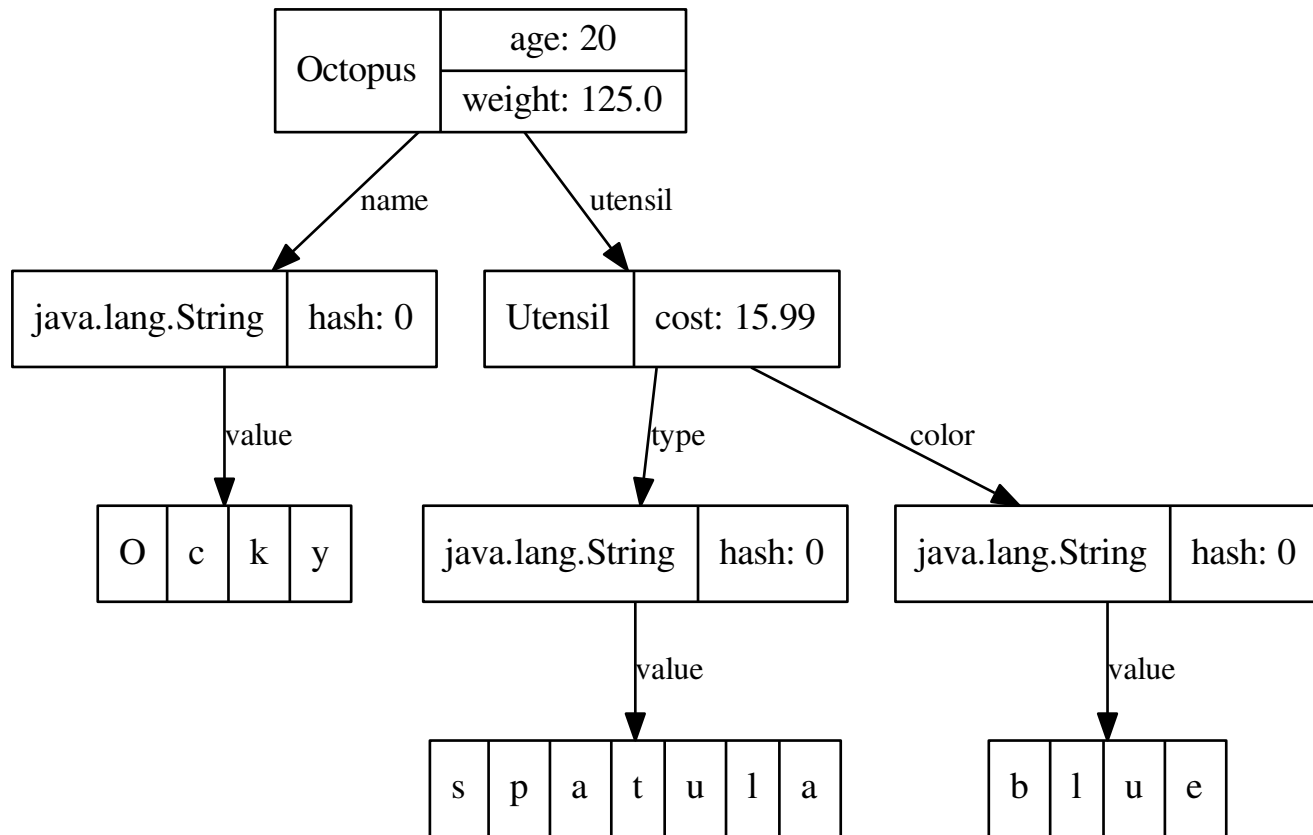 Octopus
age: 20
weight: 125.0
name
utensil
java.lang.String
hash: 0
Utensil
cost: 15.99
value
type
color
O c k y
java.lang.String
hash: 0
java.lang.String
hash: 0
value
value
s p a t u l a
b l u e